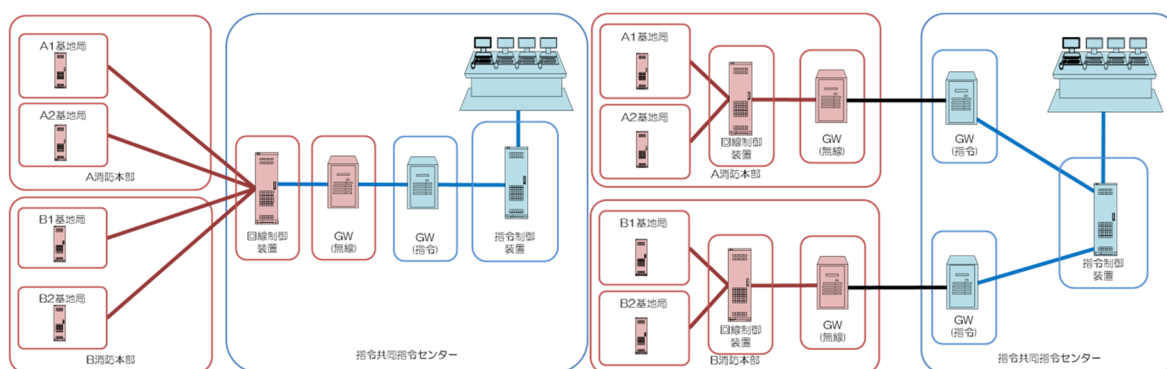 A1基地局
A2基地局
A消防本部
B1基地局
B2基地局
B消防本部
回線制御
装置
GW
(無線)
GW
(指令)
指令制御
装置
指令共同指令センター
A1基地局
A2基地局
回線制御
装置
GW
(無線)
A消防本部
B1基地局
B2基地局
回線制御
装置
GW
(無線)
B消防本部
GW
(指令)
GW
(指令)
指令制御
装置
指令共同指令センター